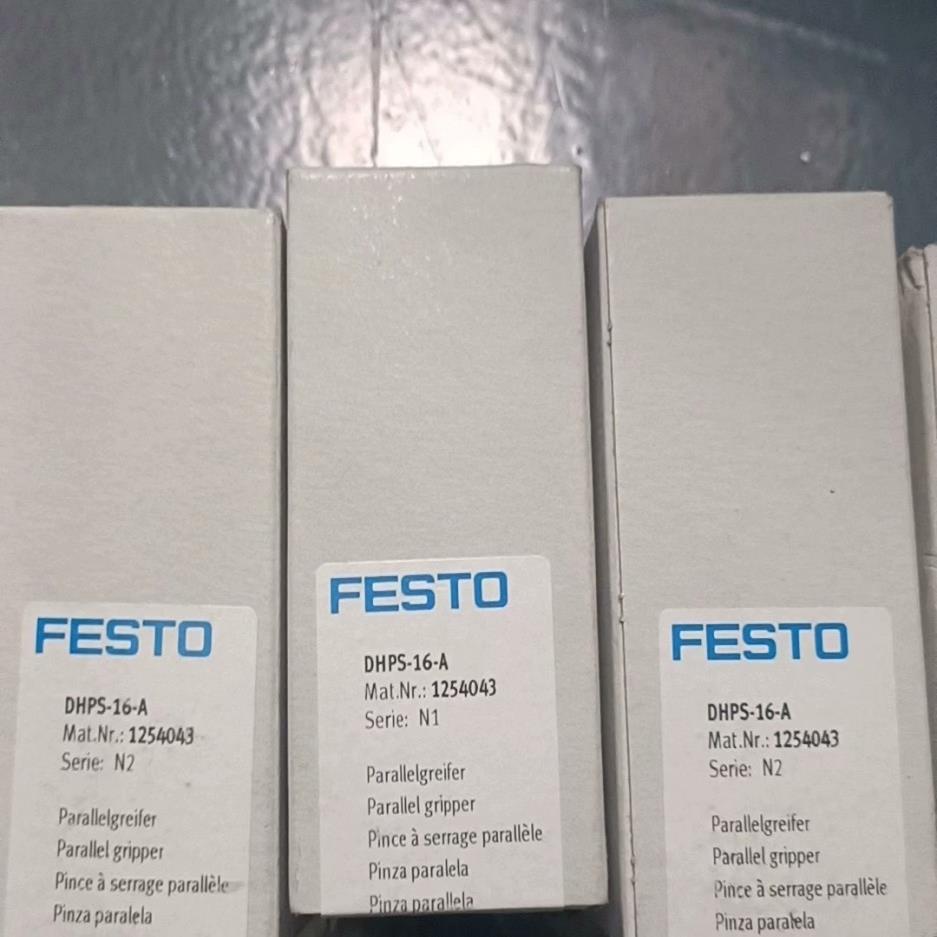 FESTO
DHPS-16-A
Mat.Nr.: 1254043
Serie: N2
Parallelgreifer
Parallel gripper
Pince à serrage parallèle
Pinza paralela
FESTO
DHPS-16-A
Mat.Nr.: 1254043
Serie: N1
Parallelgreifer
Parallel gripper
Pince à serrage parallèle
Pinza paralela
Pinza parallela
FESTO
DHPS-16-A
Mat.Nr.: 1254043
Serie: N2
Parallelgreifer
Parallel gripper
Pince à serrage parallèle
Pinza paralela